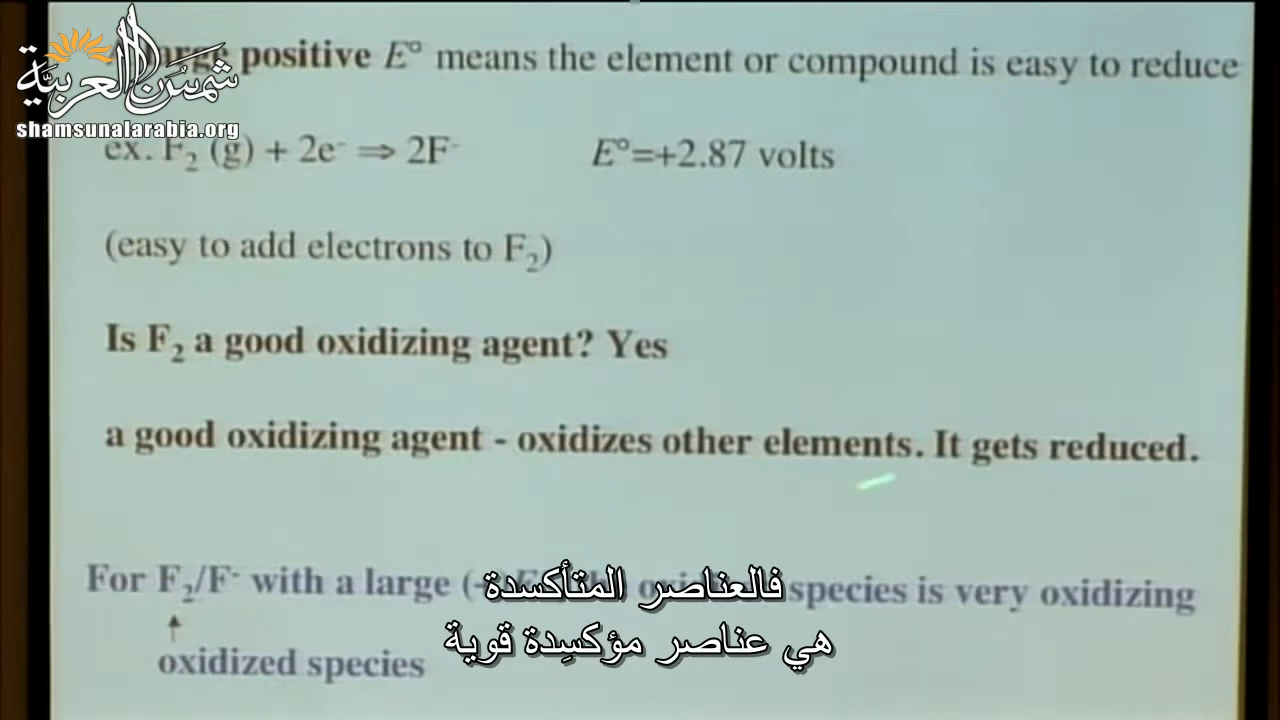 شمس العربية
shamsunalarabia.org
large positive E° means the element or compound is easy to reduce
ex. F₂ (g) + 2e⁻ ⇒ 2F⁻ E°=+2.87 volts
(easy to add electrons to F₂)
Is F₂ a good oxidizing agent? Yes
a good oxidizing agent - oxidizes other elements. It gets reduced.
For F₂/F⁻ with a large species is very oxidizing
oxidized species
فالعناصر المتأكسدة
هي عناصر مؤكسِدة قوية